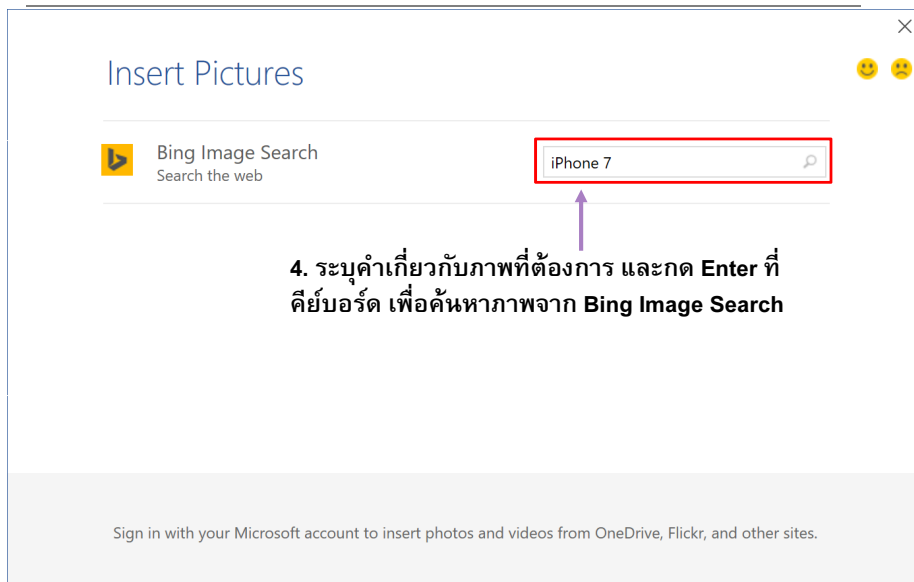 Insert Pictures
Bing Image Search
Search the web
iPhone 7
4. ระบุคำเกี่ยวกับภาพที่ต้องการ และกด Enter ที่
คีย์บอร์ด เพื่อค้นหาภาพจาก Bing Image Search
Sign in with your Microsoft account to insert photos and videos from OneDrive, Flickr, and other sites.